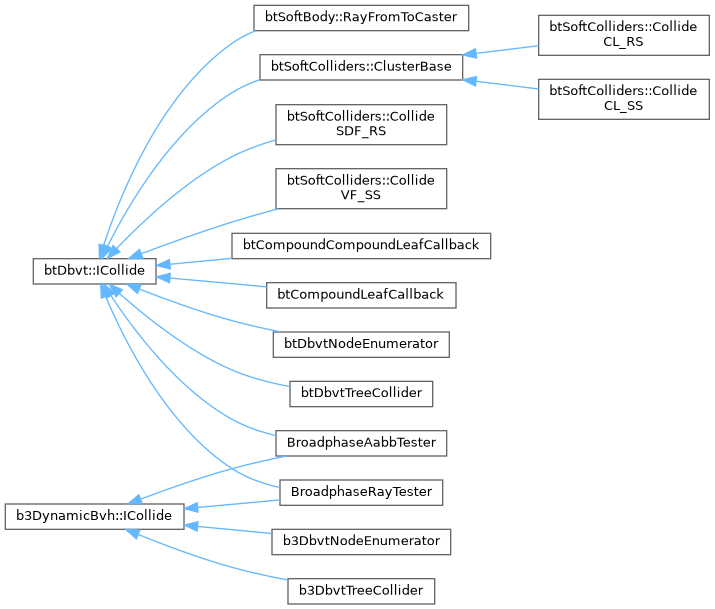 btSoftBody::RayFromToCaster
btSoftColliders::ClusterBase
btSoftColliders::Collide
CL_RS
btSoftColliders::Collide
CL_SS
btSoftColliders::Collide
SDF_RS
btSoftColliders::Collide
VF_SS
btCompoundCompoundLeafCallback
btDbvt::ICollide
btCompoundLeafCallback
btDbvtNodeEnumerator
btDbvtTreeCollider
BroadphaseAabbTester
BroadphaseRayTester
b3DynamicBvh::ICollide
b3DbvtNodeEnumerator
b3DbvtTreeCollider